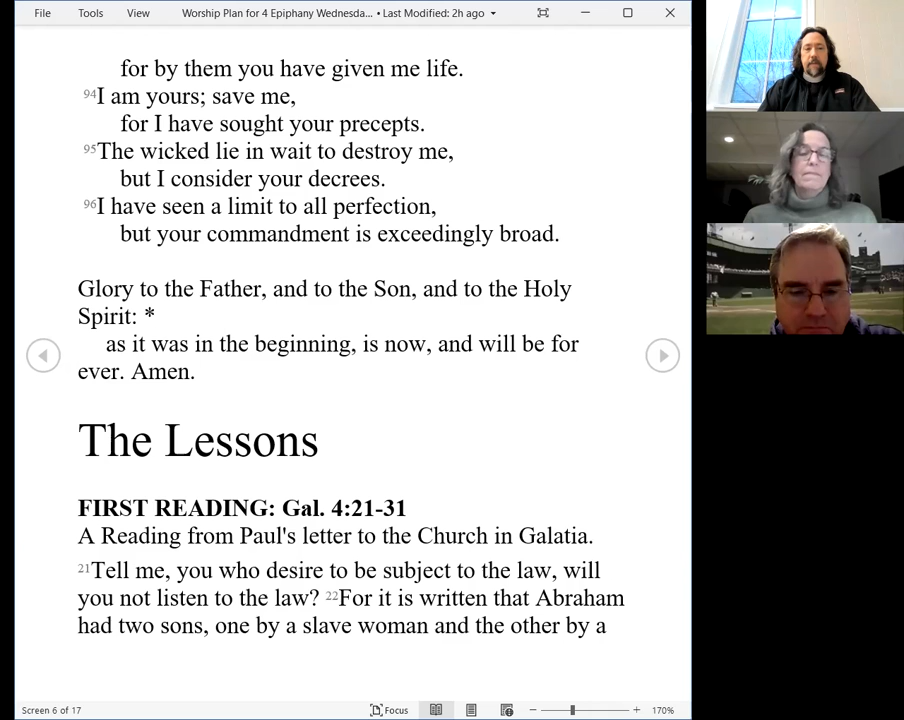 File Tools View Worship Plan for 4 Epiphany Wednesda... • Last Modified: 2h ago
for by them you have given me life.
94I am yours; save me,
for I have sought your precepts.
95The wicked lie in wait to destroy me,
but I consider your decrees.
96I have seen a limit to all perfection,
but your commandment is exceedingly broad.
Glory to the Father, and to the Son, and to the Holy
Spirit: *
as it was in the beginning, is now, and will be for
ever. Amen.
The Lessons
FIRST READING: Gal. 4:21-31
A Reading from Paul's letter to the Church in Galatia.
21Tell me, you who desire to be subject to the law, will
you not listen to the law? 22For it is written that Abraham
had two sons, one by a slave woman and the other by a
Screen 6 of 17 Focus 170%